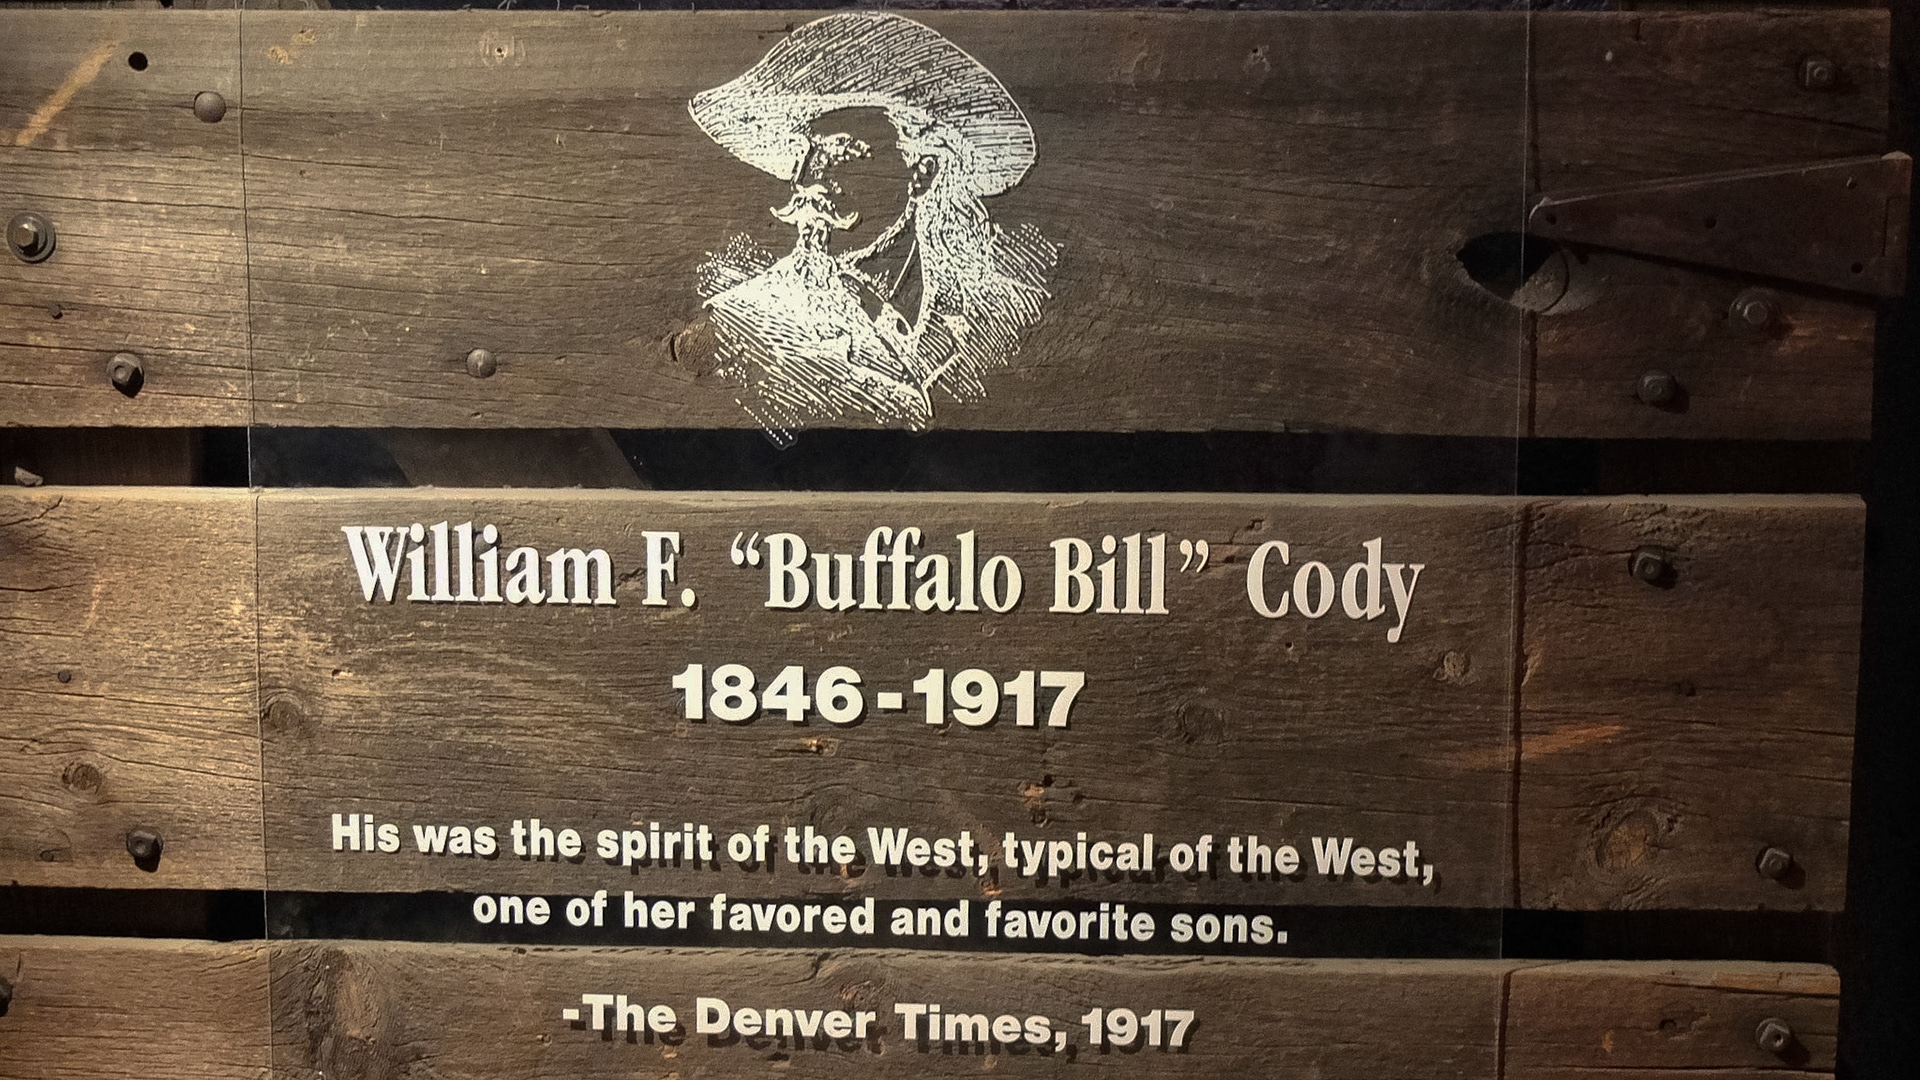 William F. “Buffalo Bill” Cody
1846-1917
His was the spirit of the West, typical of the West,
one of her favored and favorite sons.
-The Denver Times, 1917